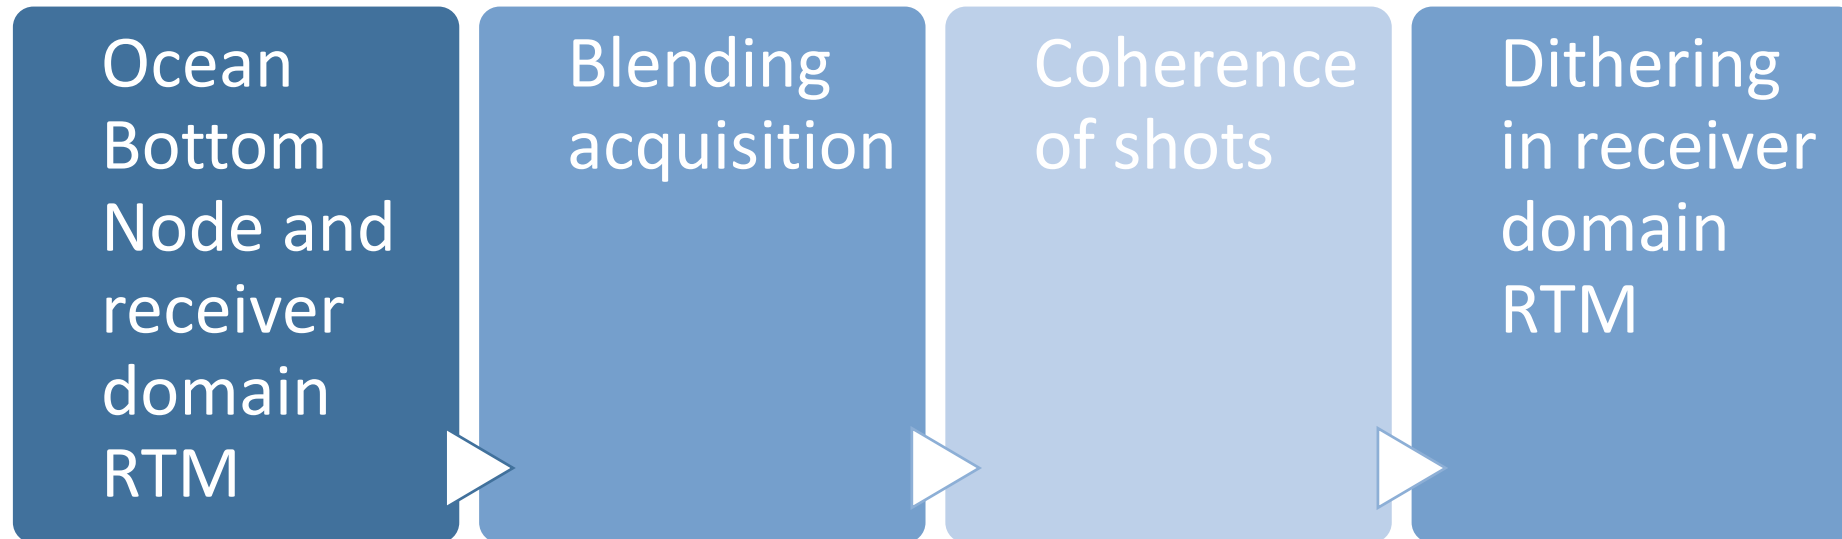 Ocean
Bottom
Node and
receiver
domain
RTM
Blending
acquisition
Coherence
of shots
Dithering
in receiver
domain
RTM